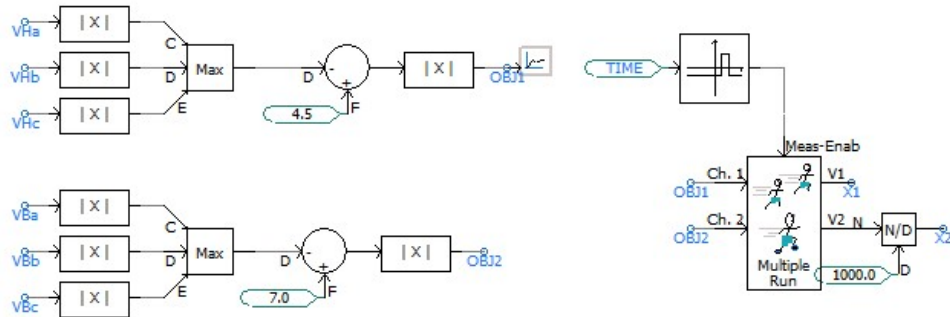 VHa
|X|
C
VHb
|X|
D
Max
VHc
|X|
E
D
-
+
F
4.5
|X|
OBJ1
TIME
Meas-Enab
OBJ1
Ch. 1
V1
X1
OBJ2
Ch. 2
V2
N
N/D
X2
Multiple
Run
1000.0
D
VBa
|X|
C
VBb
|X|
D
Max
VBc
|X|
E
D
-
+
F
7.0
|X|
OBJ2